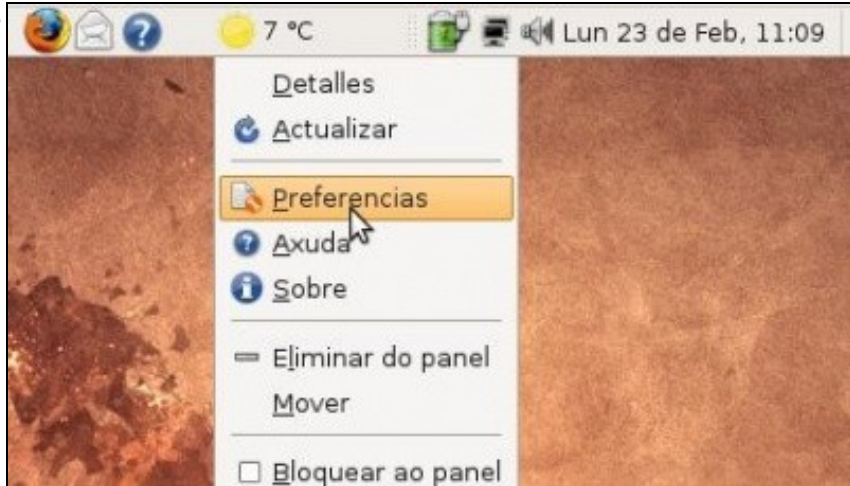 7 °C
Lun 23 de Feb, 11:09
Detalles
Actualizar
Preferencias
Axuda
Sobre
Eliminar do panel
Mover
Bloquear ao panel